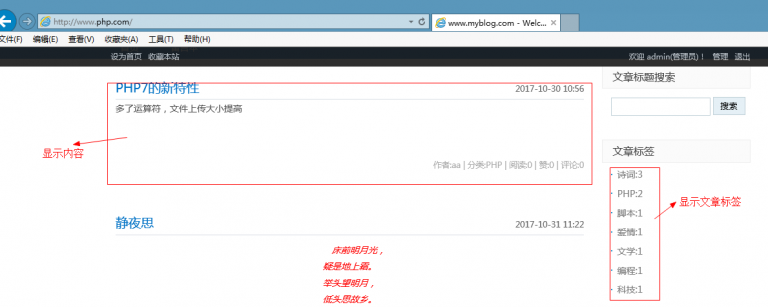 http://www.php.com/
www.myblog.com - Welc...
文件(F) 编辑(E) 查看(V) 收藏夹(A) 工具(T) 帮助(H)
设为首页 收藏本站
欢迎 admin(管理员)！ 管理 退出
PHP7的新特性
2017-10-30 10:56
多了运算符，文件上传大小提高
作者:aa | 分类:PHP | 阅读:0 | 赞:0 | 评论:0
显示内容
静夜思
2017-10-31 11:22
床前明月光，
疑是地上霜。
举头望明月，
低头思故乡。
文章标题搜索
搜索
文章标签
诗词:3
PHP:2
脚本:1
爱情:1
文学:1
编程:1
科技:1
显示文章标签